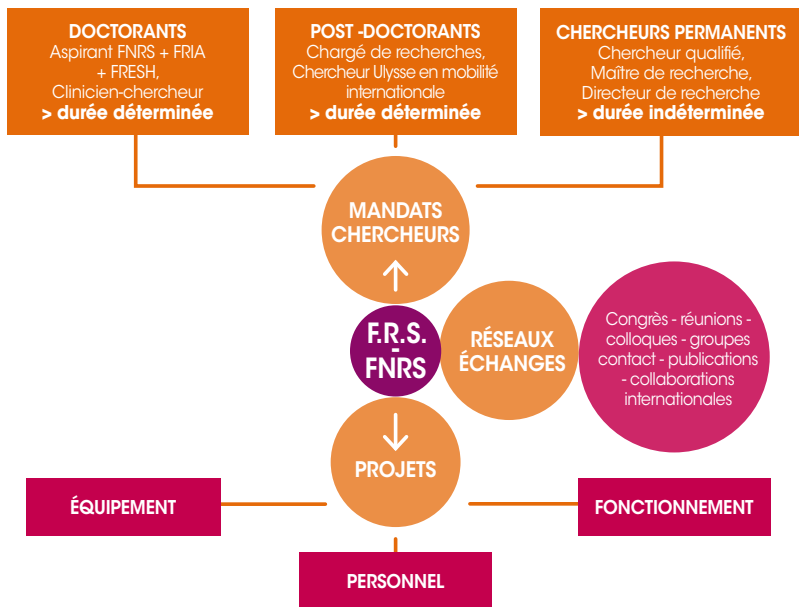 DOCTORANTS
Aspirant FNRS + FRIA
+ FRESH,
Clinicien-chercheur
> durée déterminée
POST -DOCTORANTS
Chargé de recherches,
Chercheur Ulysse en mobilité
internationale
> durée déterminée
CHERCHEURS PERMANENTS
Chercheur qualifié,
Maître de recherche,
Directeur de recherche
> durée indéterminée
MANDATS
CHERCHEURS
F.R.S.
-
FNRS
RÉSEAUX
ÉCHANGES
Congrès - réunions -
colloques - groupes
contact - publications
- collaborations
internationales
PROJETS
ÉQUIPEMENT
FONCTIONNEMENT
PERSONNEL